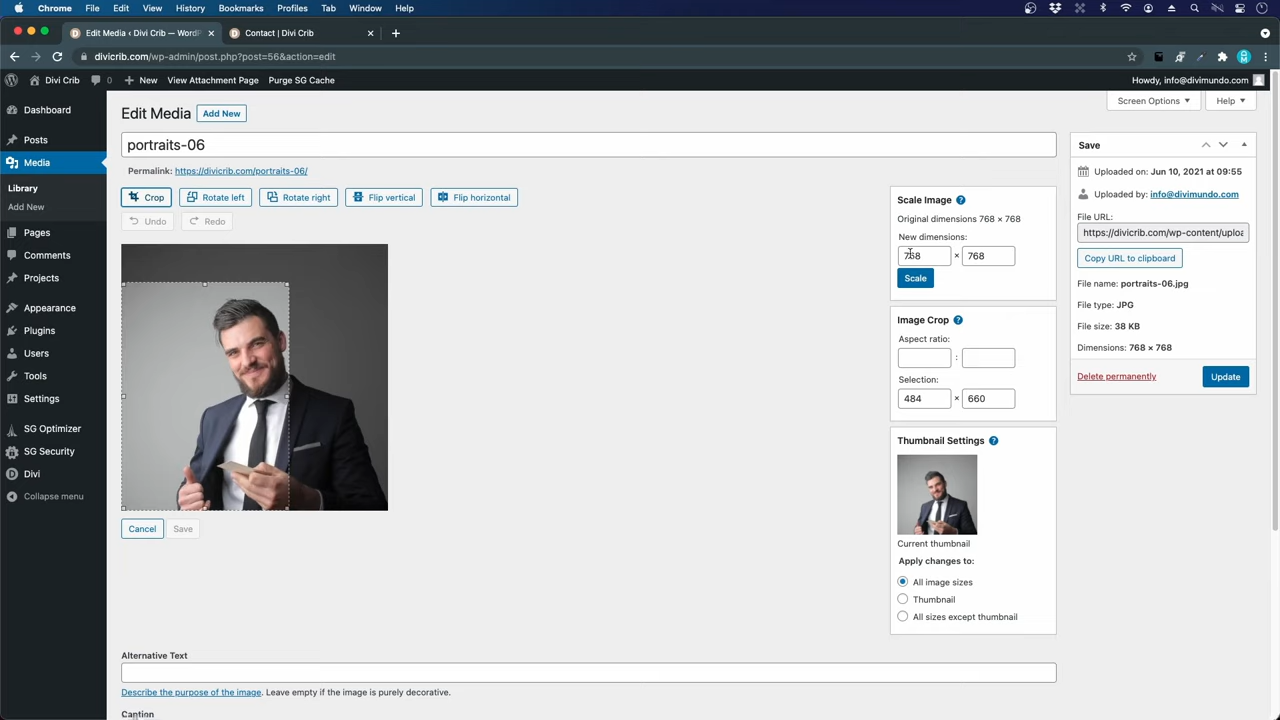 Chrome File Edit View History Bookmarks Profiles Tab Window Help
Edit Media ‹ Divi Crib — WordP
Contact | Divi Crib
divicrib.com/wp-admin/post.php?post=56&action=edit
Divi Crib 0 New View Attachment Page Purge SG Cache Howdy, info@divimundo.com
Screen Options Help
Dashboard
Posts
Media
Library
Add New
Pages
Comments
Projects
Appearance
Plugins
Users
Tools
Settings
SG Optimizer
SG Security
Divi
Collapse menu
Edit Media Add New
portraits-06
Permalink: https://divicrib.com/portraits-06/
Crop Rotate left Rotate right Flip vertical Flip horizontal
Undo Redo
Cancel Save
Scale Image ?
Original dimensions 768 × 768
New dimensions:
768 × 768
Scale
Image Crop ?
Aspect ratio:
:
Selection:
484 × 660
Thumbnail Settings ?
Current thumbnail
Apply changes to:
All image sizes
Thumbnail
All sizes except thumbnail
Save
Uploaded on: Jun 10, 2021 at 09:55
Uploaded by: info@divimundo.com
File URL:
https://divicrib.com/wp-content/uploa
Copy URL to clipboard
File name: portraits-06.jpg
File type: JPG
File size: 38 KB
Dimensions: 768 × 768
Delete permanently Update
Alternative Text
Describe the purpose of the image. Leave empty if the image is purely decorative.
Caption